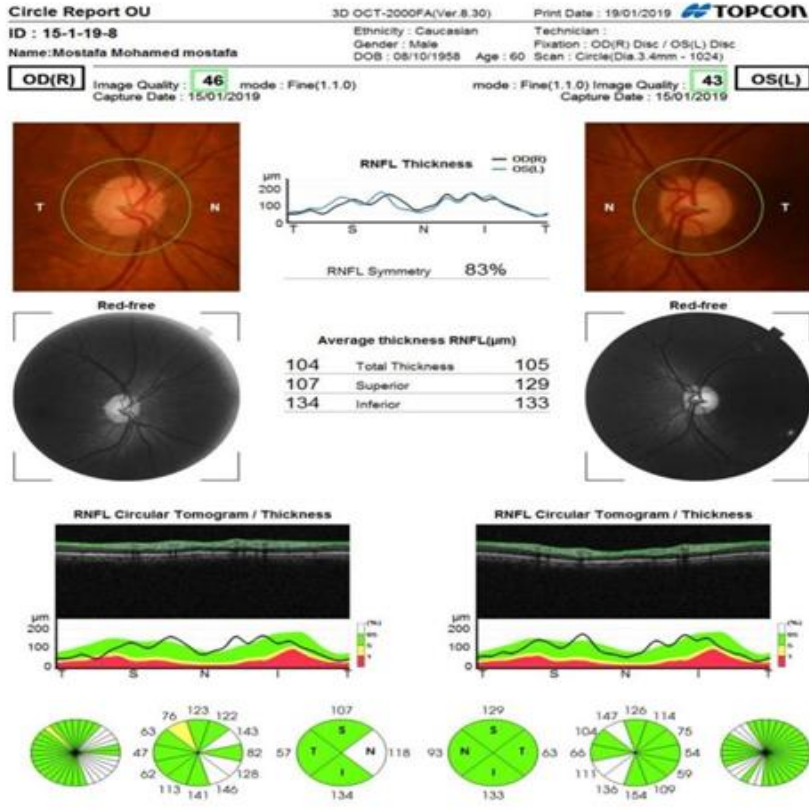 Circle Report OU 3D OCT-2000FA(Ver.8.30) Print Date : 19/01/2019 TOPCON
ID : 15-1-19-8 Ethnicity : Caucasian Technician :
Gender : Male Fixation : OD(R) Disc / OS(L) Disc
Name:Mostafa Mohamed mostafa DOB : 08/10/1958 Age : 60 Scan : Circle(Dia.3.4mm - 1024)
OD(R) Image Quality : 46 mode : Fine(1.1.0) mode : Fine(1.1.0) Image Quality : 43 OS(L)
Capture Date : 15/01/2019 Capture Date : 15/01/2019
RNFL Thickness OD(R)
OS(L)
μm
200
100
0
T S N I T
T N
N T
RNFL Symmetry 83%
Red-free Red-free
Average thickness RNFL(μm)
104 Total Thickness 105
107 Superior 129
134 Inferior 133
RNFL Circular Tomogram / Thickness RNFL Circular Tomogram / Thickness
μm μm
200 200
100 100
0 0
T S N I T T S N I T
76 123 122 143 82 128 146 141 113 62 47 63
107 118 134 57
S N I T
129 63 133 93
S T I N
147 126 114 75 54 59 109 154 136 111 66 104